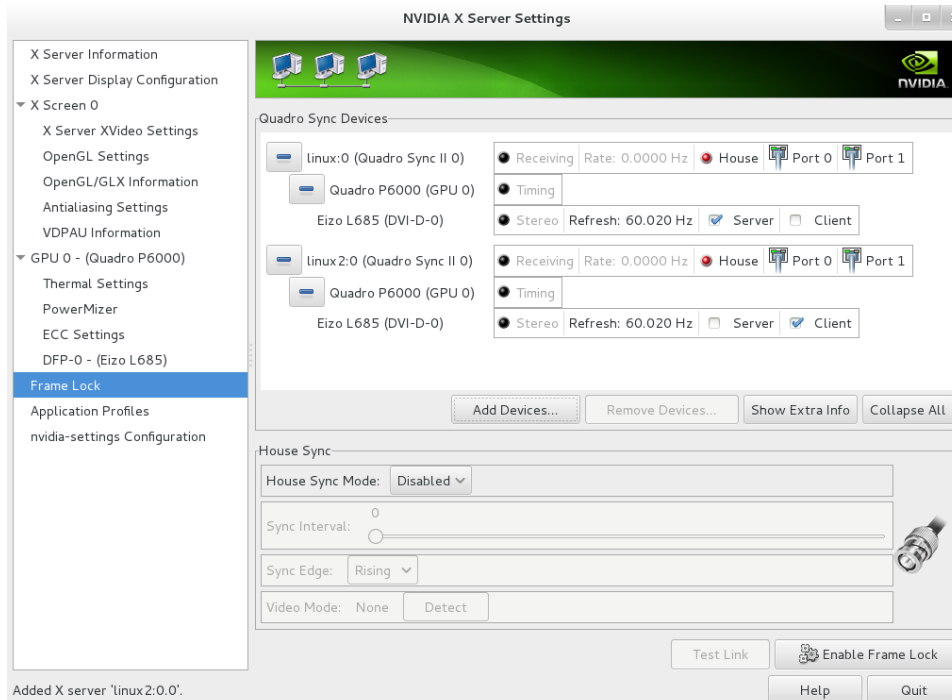 NVIDIA X Server Settings
X Server Information
X Server Display Configuration
X Screen 0
X Server XVideo Settings
OpenGL Settings
OpenGL/GLX Information
Antialiasing Settings
VDPAU Information
GPU 0 - (Quadro P6000)
Thermal Settings
PowerMizer
ECC Settings
DFP-0 - (Eizo L685)
Frame Lock
Application Profiles
nvidia-settings Configuration
NVIDIA.
Quadro Sync Devices
linux:0 (Quadro Sync II 0) Receiving Rate: 0.0000 Hz House Port 0 Port 1
Quadro P6000 (GPU 0) Timing
Eizo L685 (DVI-D-0) Stereo Refresh: 60.020 Hz Server Client
linux2:0 (Quadro Sync II 0) Receiving Rate: 0.0000 Hz House Port 0 Port 1
Quadro P6000 (GPU 0) Timing
Eizo L685 (DVI-D-0) Stereo Refresh: 60.020 Hz Server Client
Add Devices... Remove Devices... Show Extra Info Collapse All
House Sync
House Sync Mode: Disabled
0
Sync Interval:
Sync Edge: Rising
Video Mode: None Detect
Test Link Enable Frame Lock
Added X server 'linux2:0.0'. Help Quit